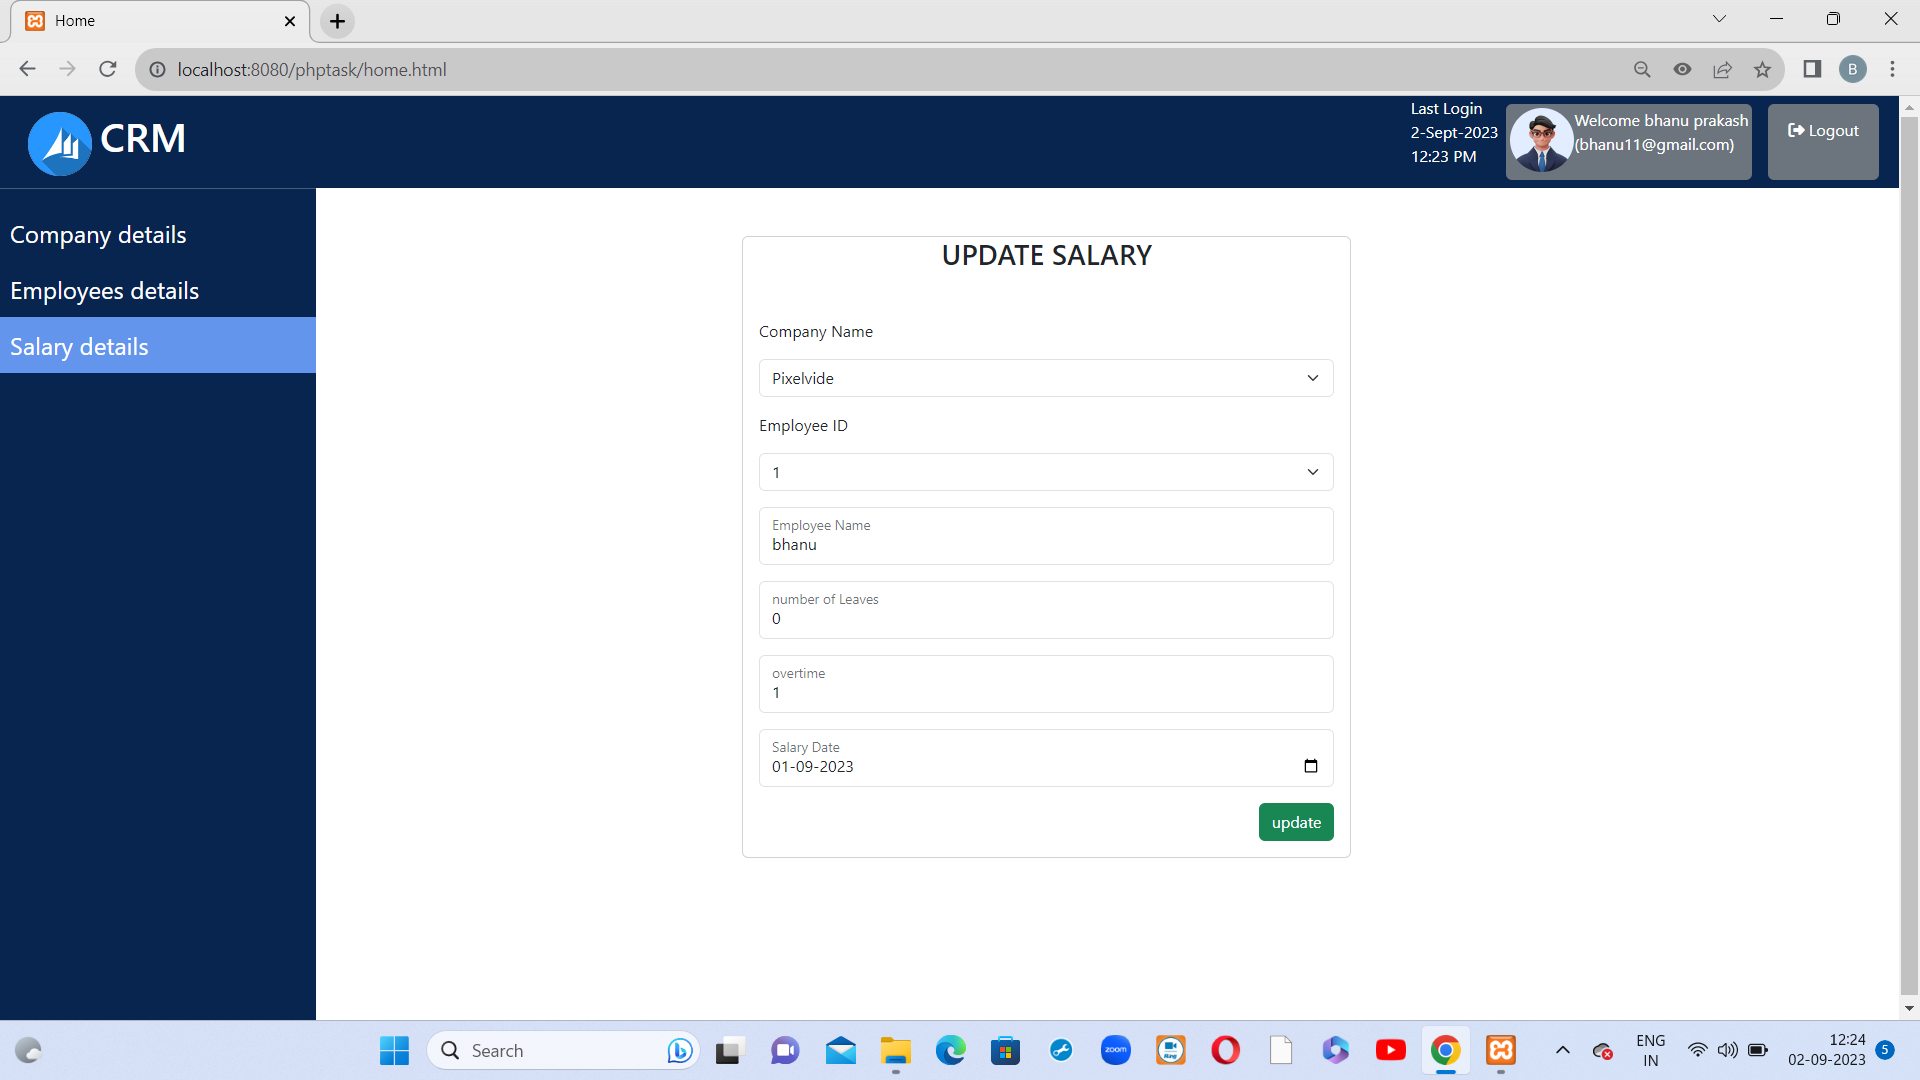 Home
localhost:8080/phptask/home.html
B
CRM
Last Login
2-Sept-2023
12:23 PM
Welcome bhanu prakash
(bhanu11@gmail.com)
Logout
Company details
Employees details
Salary details
UPDATE SALARY
Company Name
Pixelvide
Employee ID
1
Employee Name
bhanu
number of Leaves
0
overtime
1
Salary Date
01-09-2023
update
Search
zoom
ENG
IN
12:24
02-09-2023
5